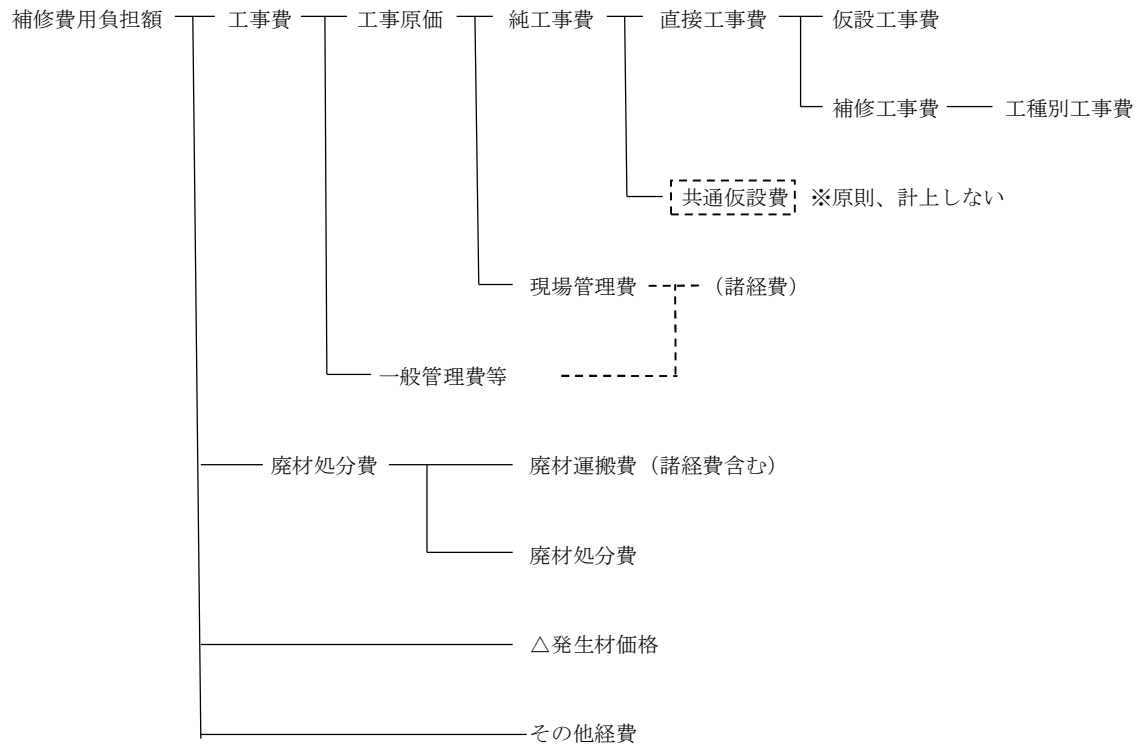 補修費用負担額 工事費 工事原価 純工事費 直接工事費 仮設工事費
補修工事費 工種別工事費
共通仮設費 ※原則、計上しない
現場管理費 (諸経費)
一般管理費等
廃材処分費 廃材運搬費（諸経費含む）
廃材処分費
△発生材価格
その他経費